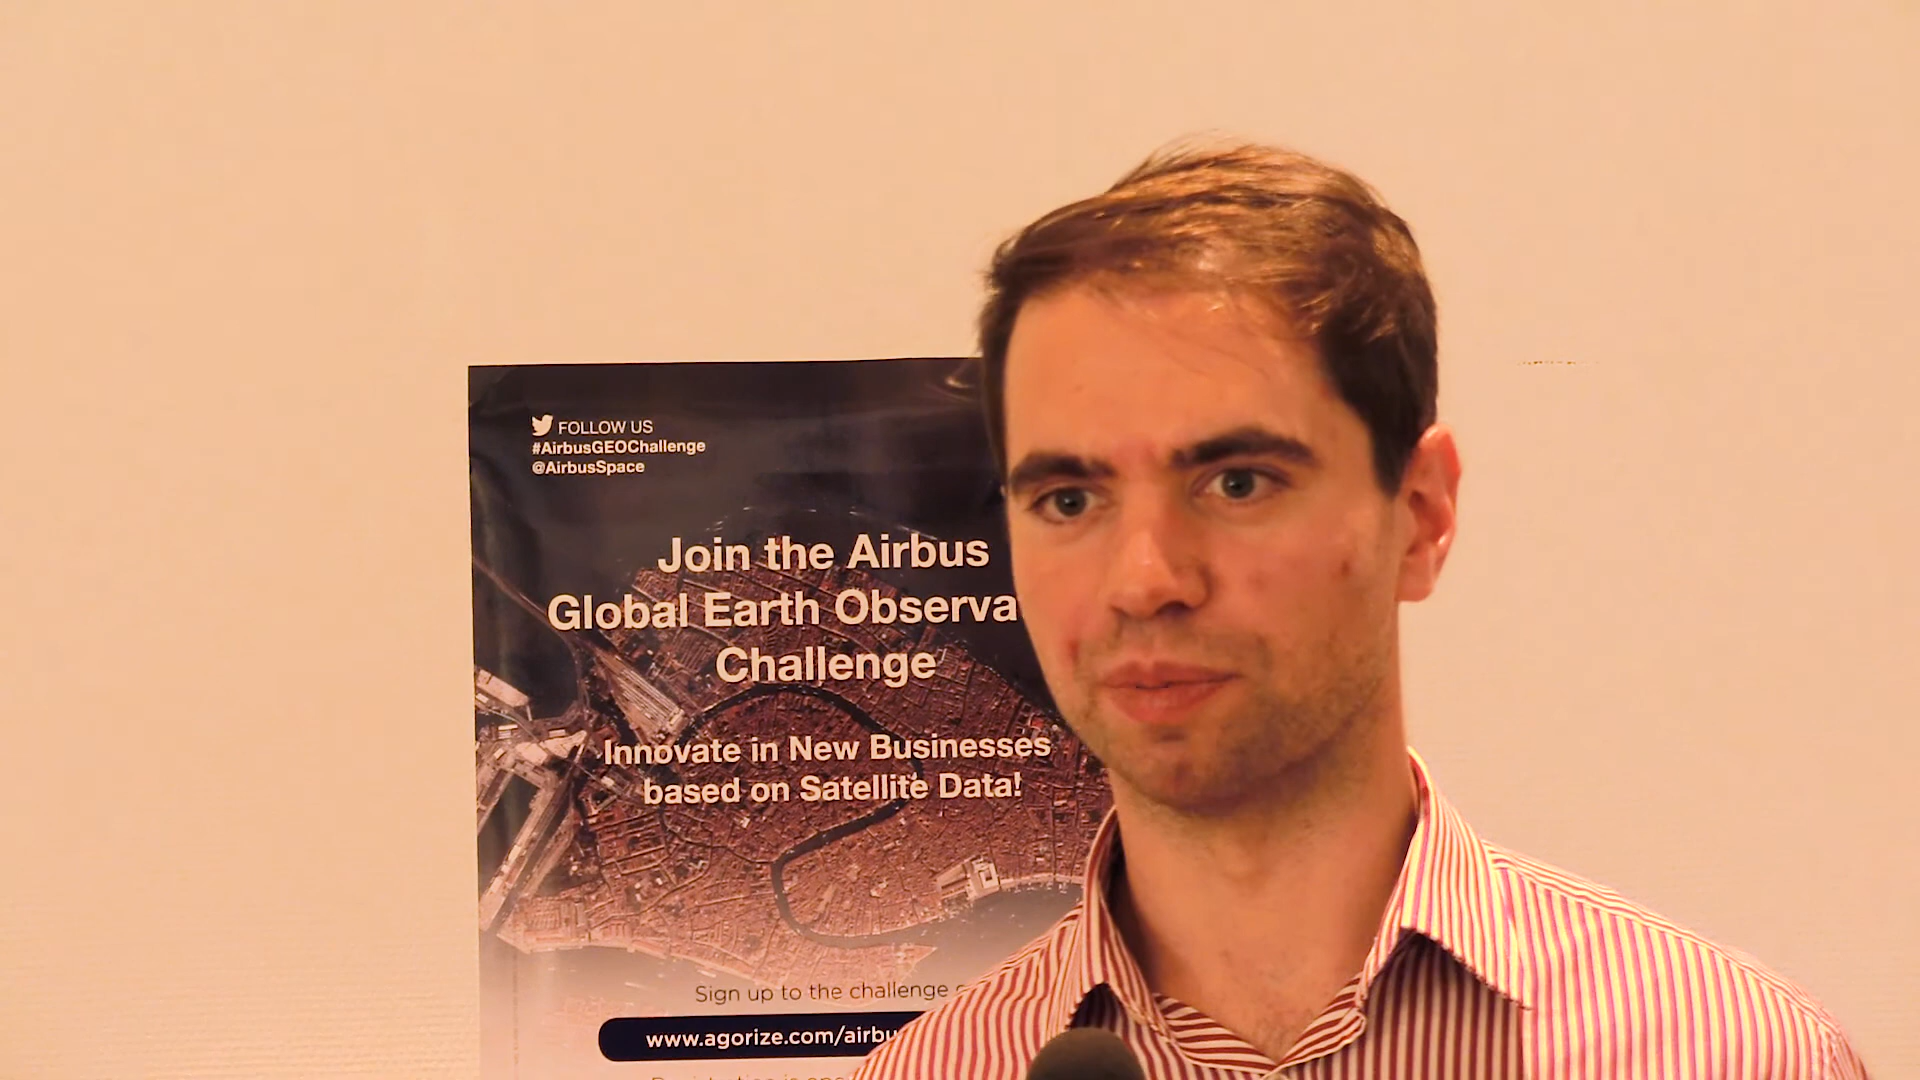 FOLLOW US
#AirbusGEOChallenge
@AirbusSpace
Join the Airbus
Global Earth Observa
Challenge
Innovate in New Businesses
based on Satellite Data!
Sign up to the challenge
www.agorize.com/airbu